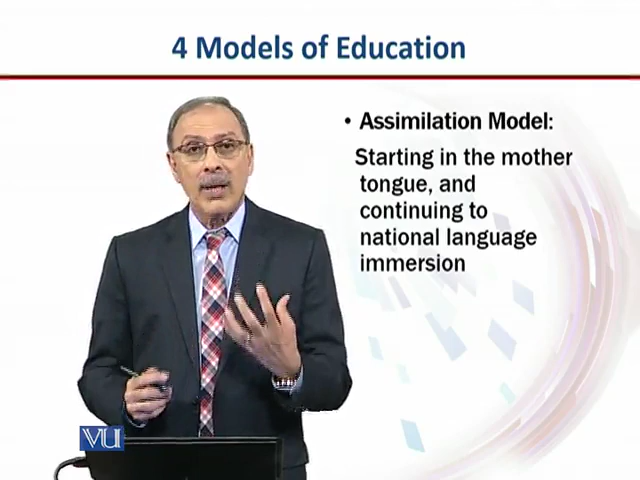 4 Models of Education
• Assimilation Model:
Starting in the mother
tongue, and
continuing to
national language
immersion
VU